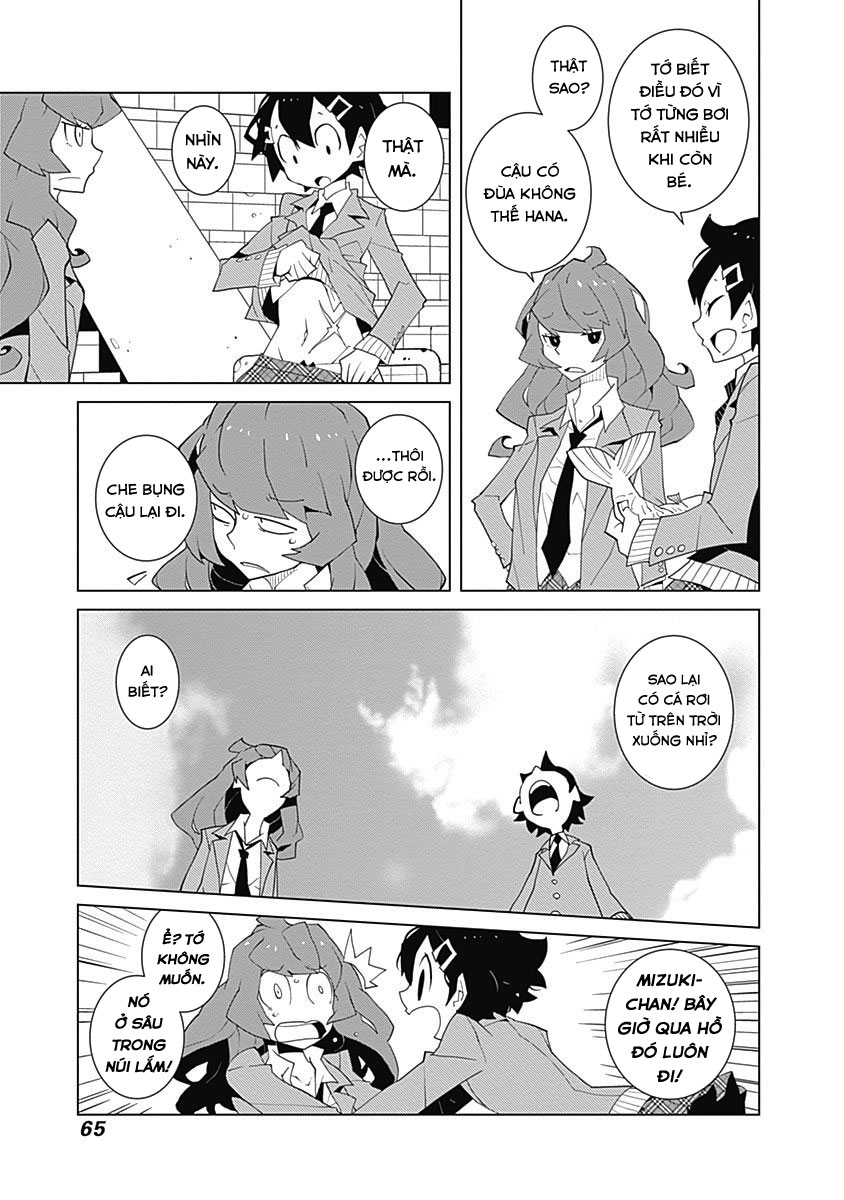 TỚ BIẾT
ĐIỀU ĐÓ VÌ
TỚ TỪNG BƠI
RẤT NHIỀU
KHI CÒN
BÉ.
THẬT
SAO?
CẬU CÓ
ĐÙA KHÔNG
THẾ HANA.
THẬT
MÀ.
NHÌN
NÀY.
...THÔI
ĐƯỢC RỒI.
CHE BỤNG
CẬU LẠI ĐI.
SAO LẠI
CÓ CÁ RƠI
TỪ TRÊN TRỜI
XUỐNG NHỈ?
AI
BIẾT?
MIZUKI-
CHAN! BÂY
GIỜ QUA HỒ
ĐÓ LUÔN
ĐI!
Ể? TỚ
KHÔNG
MUỐN.
NÓ
Ở SÂU
TRONG
NÚI LẮM!
65